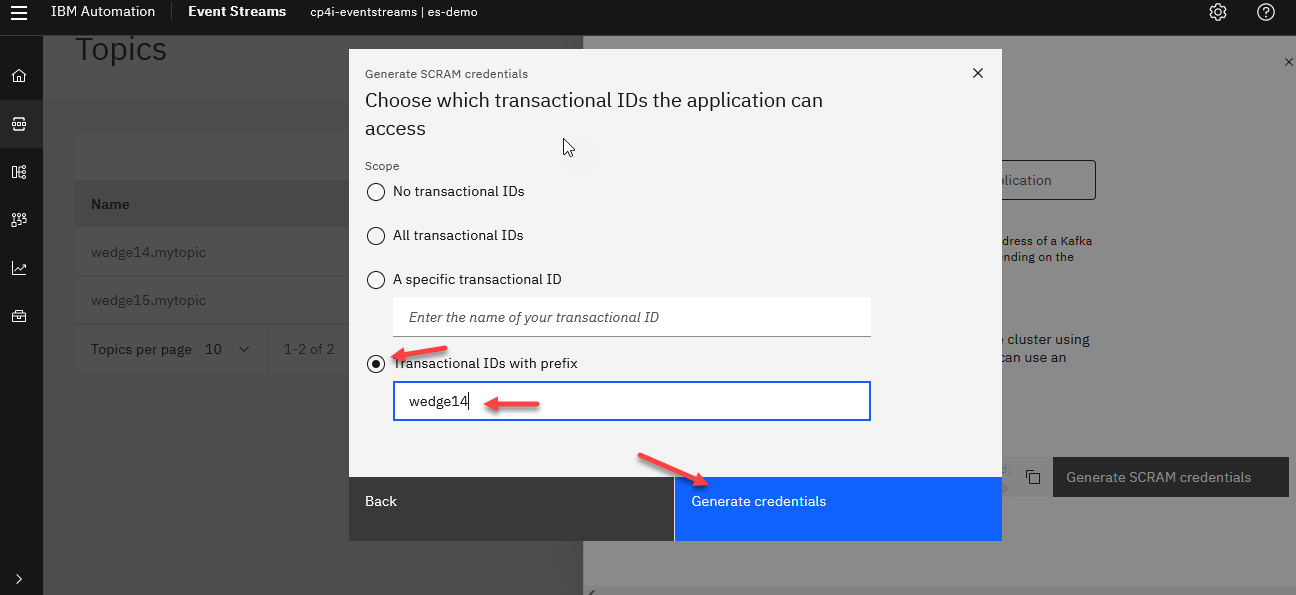 IBM Automation
Event Streams
cp4i-eventstreams | es-demo
Topics
Name
wedge14.mytopic
wedge15.mytopic
Topics per page 10
1-2 of 2
Generate SCRAM credentials
Choose which transactional IDs the application can
access
Scope
No transactional IDs
All transactional IDs
A specific transactional ID
Enter the name of your transactional ID
Transactional IDs with prefix
wedge14
Back
Generate credentials
lication
dress of a Kafka
ending on the
cluster using
can use an
Generate SCRAM credentials